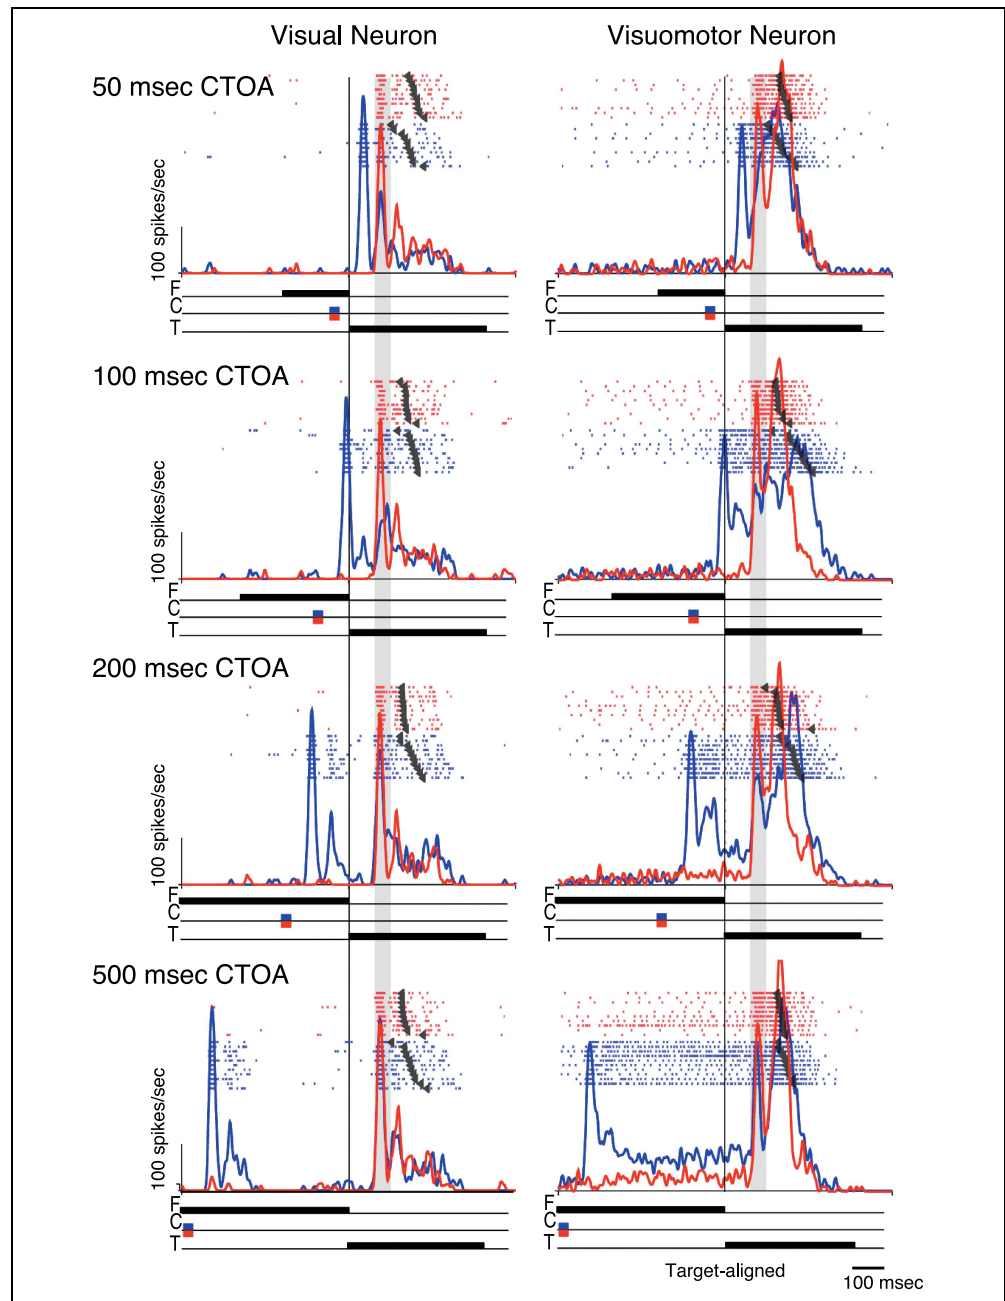 Visual Neuron
Visuomotor Neuron
50 msec CTOA
100 spikes/sec
F
C
T
F
C
T
100 msec CTOA
100 spikes/sec
F
C
T
F
C
T
200 msec CTOA
100 spikes/sec
F
C
T
F
C
T
500 msec CTOA
100 spikes/sec
F
C
T
F
C
T
Target-aligned
100 msec